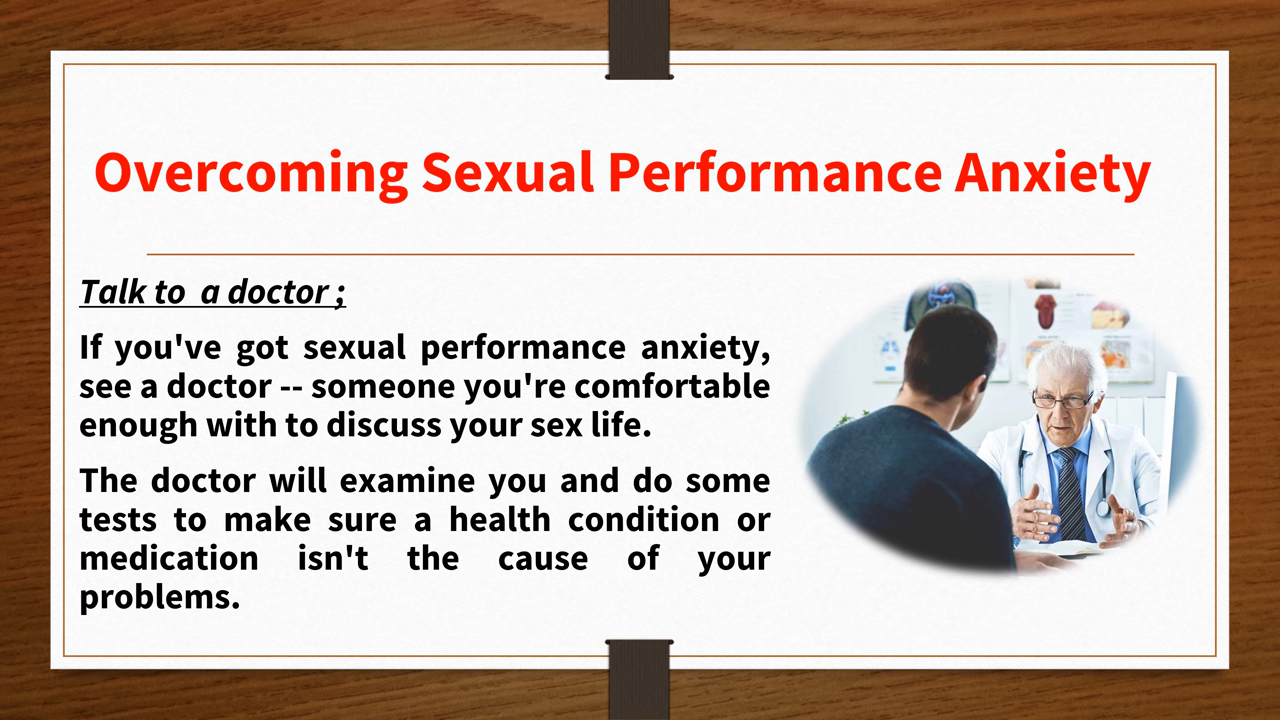 Overcoming Sexual Performance Anxiety
Talk to  a doctor ;
If you've got sexual performance anxiety,
see a doctor -- someone you're comfortable
enough with to discuss your sex life.
The doctor will examine you and do some
tests to make sure a health condition or
medication isn't the cause of your
problems.